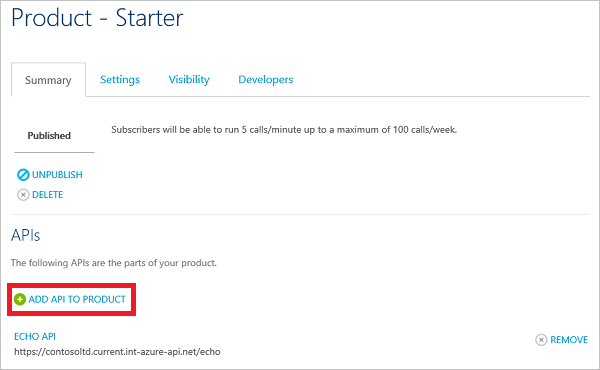 Product - Starter
Summary Settings Visibility Developers
Published Subscribers will be able to run 5 calls/minute up to a maximum of 100 calls/week.
UNPUBLISH
DELETE
APIs
The following APIs are the parts of your product.
ADD API TO PRODUCT
ECHO API
REMOVE
https://contosoltd.current.int-azure-api.net/echo